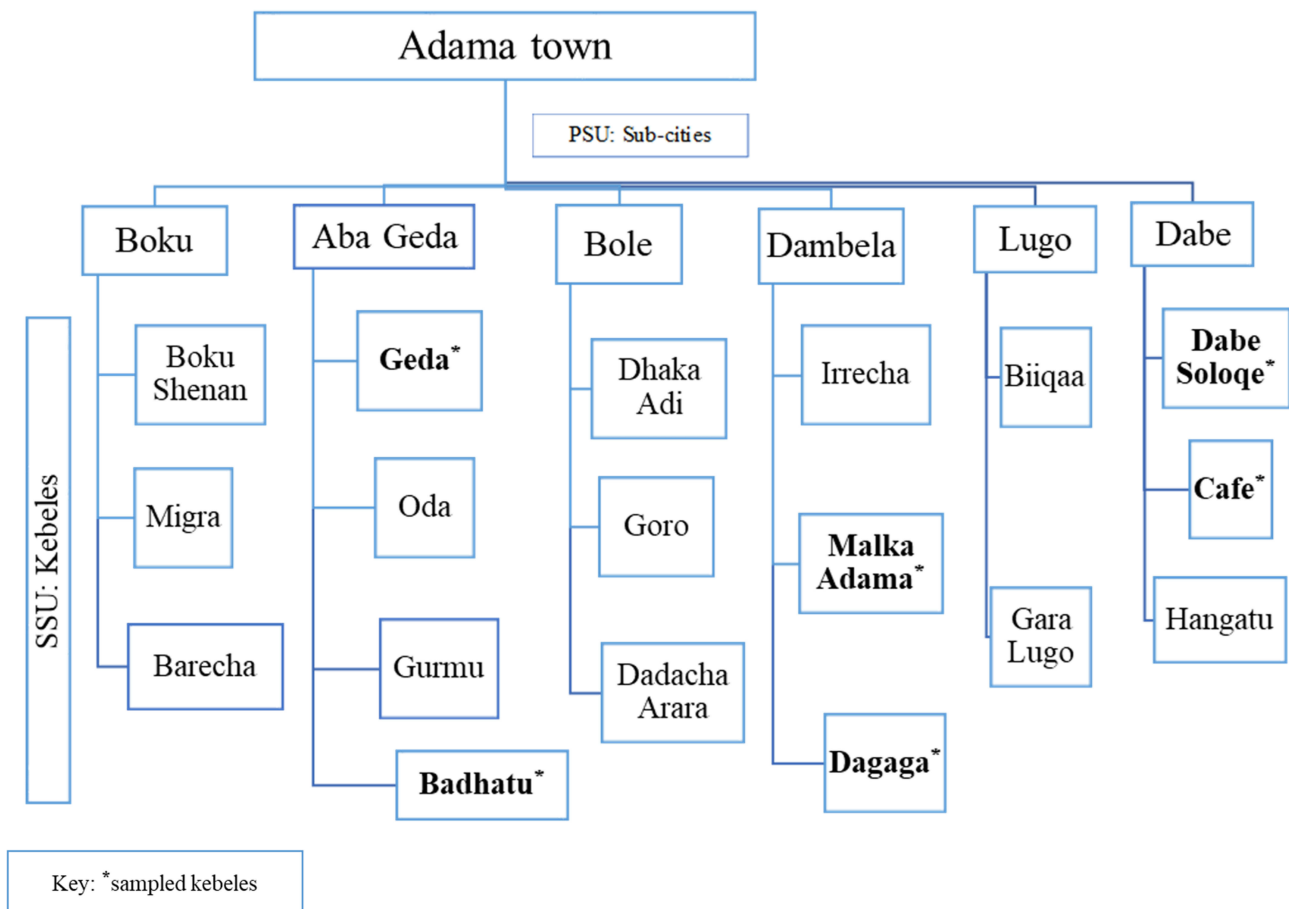 Adama town
PSU: Sub-cities
Boku
Aba Geda
Bole
Dambela
Lugo
Dabe
SSU: Kebeles
Boku
Shenan
Migra
Barecha
Geda*
Oda
Gurmu
Badhatu*
Dhaka
Adi
Goro
Dadacha
Arara
Irrecha
Malka
Adama*
Dagaga*
Biiqaa
Gara
Lugo
Dabe
Soloqe*
Cafe*
Hangatu
Key: *sampled kebeles